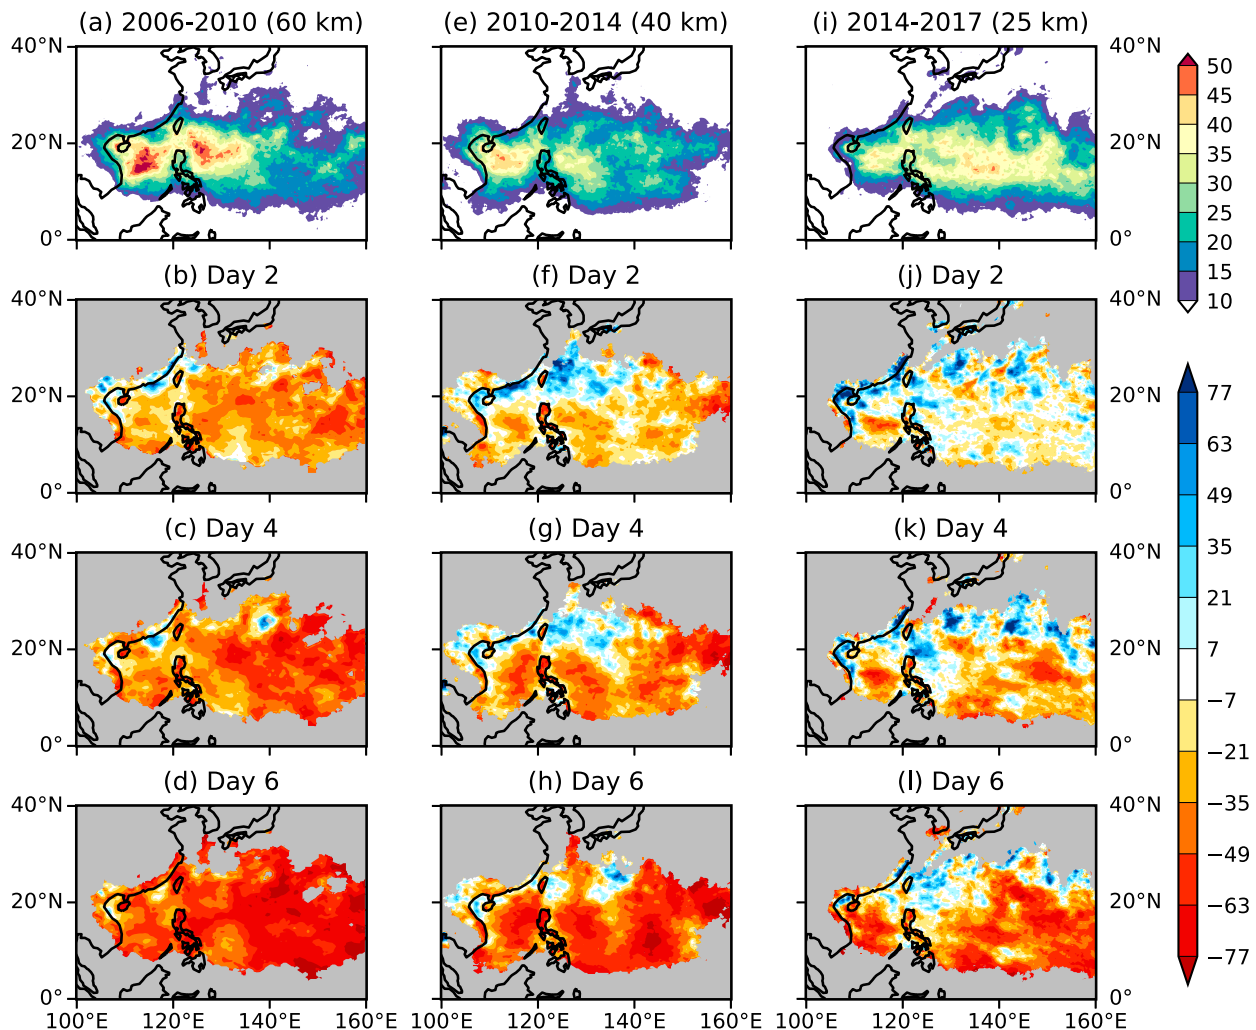 (a) 2006-2010 (60 km) (e) 2010-2014 (40 km) (i) 2014-2017 (25 km)
40°N 40°N
20°N 20°N
0° 0°
50
45
40
35
30
25
20
15
10
(b) Day 2 (f) Day 2 (j) Day 2
40°N 40°N
20°N 20°N
0° 0°
(c) Day 4 (g) Day 4 (k) Day 4
40°N 40°N
20°N 20°N
0° 0°
(d) Day 6 (h) Day 6 (l) Day 6
40°N 40°N
20°N 20°N
0° 0°
100°E 120°E 140°E 160°E 100°E 120°E 140°E 160°E 100°E 120°E 140°E 160°E
77
63
49
35
21
7
−7
−21
−35
−49
−63
−77